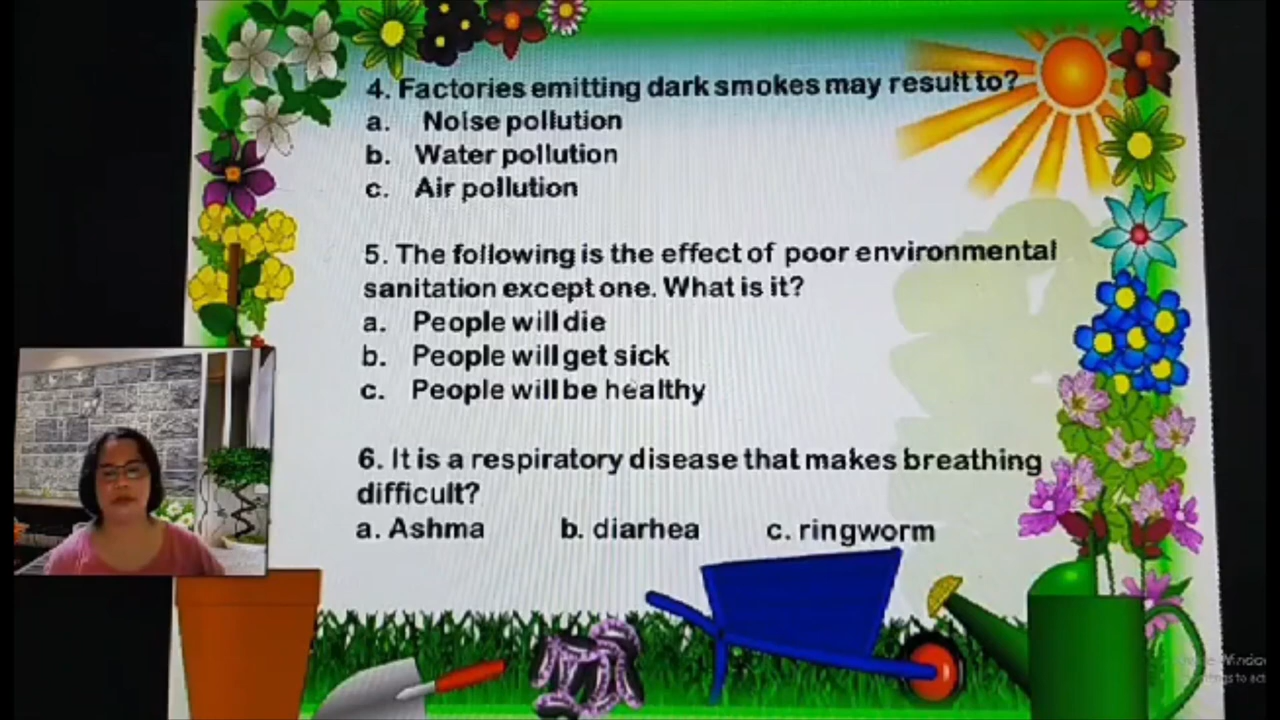 4. Factories emitting dark smokes may result to?
a. Noise pollution
b. Water pollution
c. Air pollution
5. The following is the effect of poor environmental
sanitation except one. What is it?
a. People will die
b. People will get sick
c. People will be healthy
6. It is a respiratory disease that makes breathing
difficult?
a. Ashma b. diarhea c. ringworm